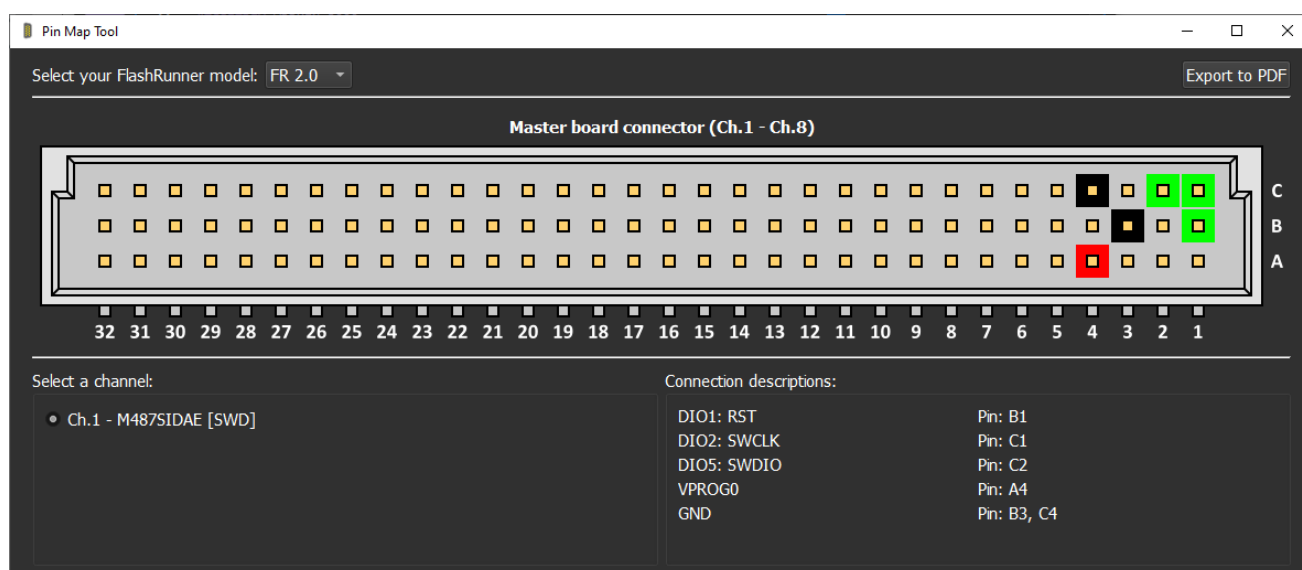 Pin Map Tool
Select your FlashRunner model: FR 2.0
Export to PDF
Master board connector (Ch.1 - Ch.8)
C
B
A
32 31 30 29 28 27 26 25 24 23 22 21 20 19 18 17 16 15 14 13 12 11 10 9 8 7 6 5 4 3 2 1
Select a channel:
Ch.1 - M487SIDAE [SWD]
Connection descriptions:
DIO1: RST Pin: B1
DIO2: SWCLK Pin: C1
DIO5: SWDIO Pin: C2
VPROG0 Pin: A4
GND Pin: B3, C4